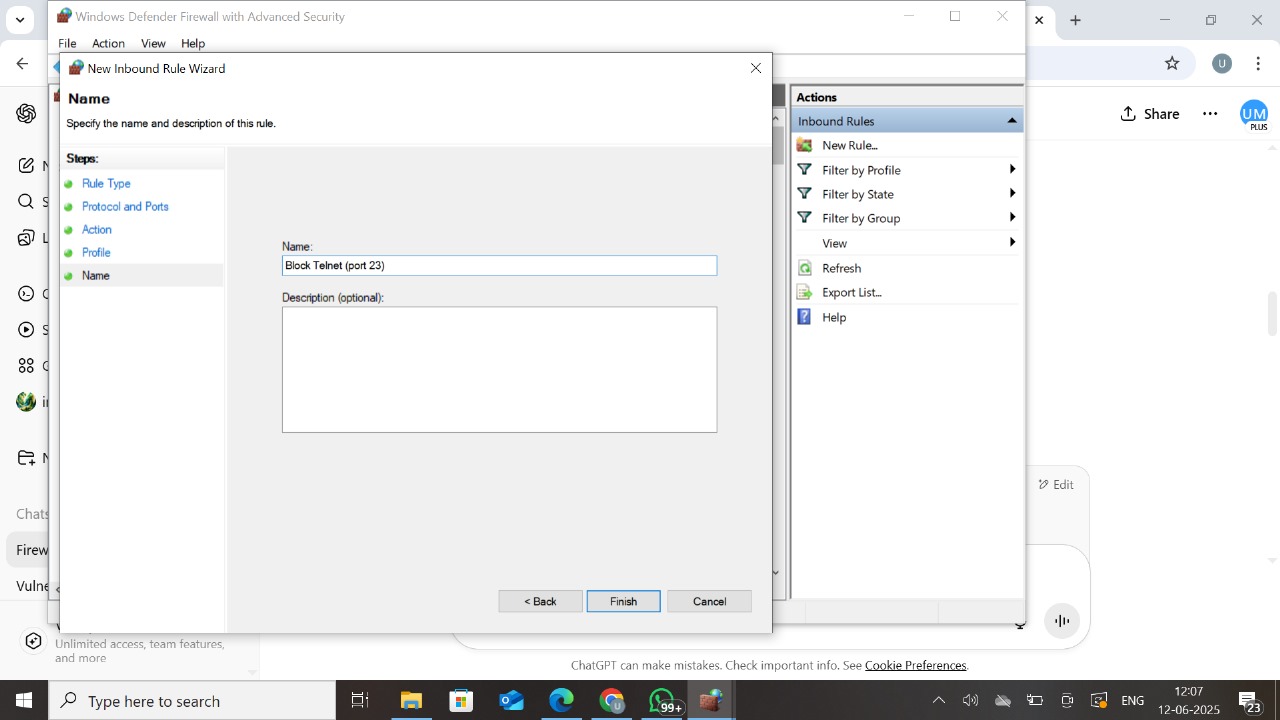 Windows Defender Firewall with Advanced Security
File Action View Help
New Inbound Rule Wizard
Name
Specify the name and description of this rule.
Steps:
Rule Type
Protocol and Ports
Action
Profile
Name
Name:
Block Telnet (port 23)
Description (optional):
< Back
Finish
Cancel
Actions
Inbound Rules
New Rule...
Filter by Profile
Filter by State
Filter by Group
View
Refresh
Export List...
Help
U
Share
UM
PLUS
Edit
Chats
Firew
Vulne
Unlimited access, team features,
and more
ChatGPT can make mistakes. Check important info. See Cookie Preferences.
Type here to search
U
99+
ENG
12:07
12-06-2025
23